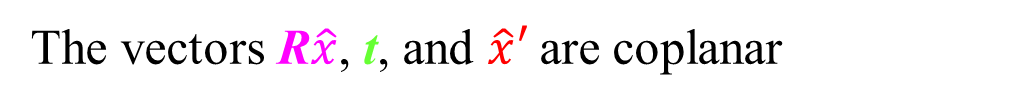 The vectors Rx̂, t, and x̂′ are coplanar